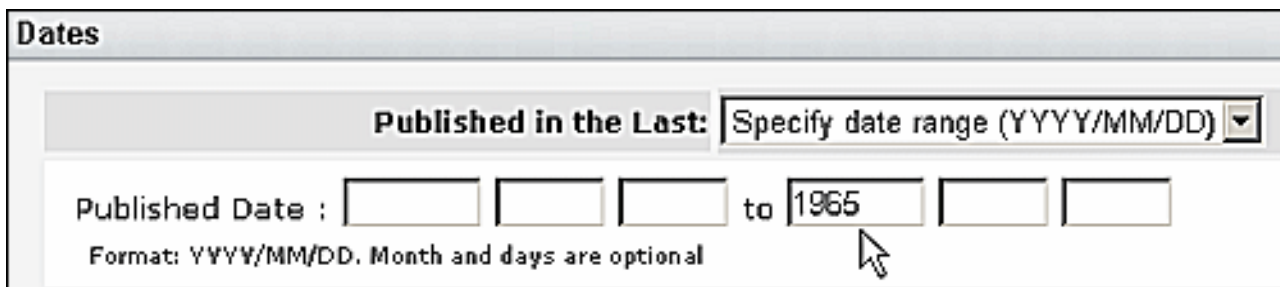 Dates
Published in the Last: Specify date range (YYYY/MM/DD)
Published Date : to 1965
Format: YYYY/MM/DD. Month and days are optional